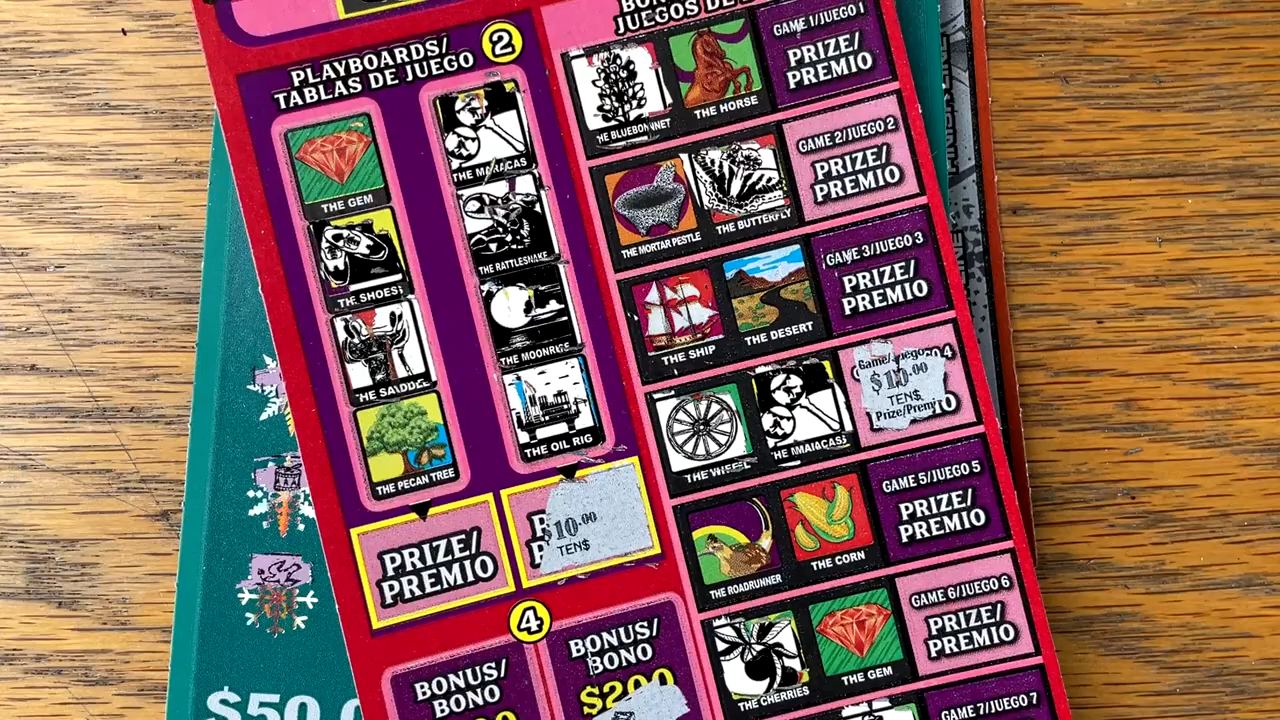 PLAYBOARDS/
TABLAS DE JUEGO
2
THE GEM
THE SHOES
THE SADDLE
THE PECAN TREE
PRIZE/
PREMIO
THE MARACAS
THE RATTLESNAKE
THE MOONRISE
THE OIL RIG
$10.00
TEN$
4
BONUS/
BONO
BONUS/
BONO
$200
JUEGOS DE
THE BLUEBONNET
THE HORSE
GAME 1/JUEGO 1
PRIZE/
PREMIO
THE MORTAR PESTLE
THE BUTTERFLY
GAME 2/JUEGO 2
PRIZE/
PREMIO
THE SHIP
THE DESERT
GAME 3/JUEGO 3
PRIZE/
PREMIO
THE WHEEL
THE MARACAS
Game/Juego 4
$10.00
TEN$
Prize/Premio
THE ROADRUNNER
THE CORN
GAME 5/JUEGO 5
PRIZE/
PREMIO
THE CHERRIES
THE GEM
GAME 6/JUEGO 6
PRIZE/
PREMIO
GAME 7/JUEGO 7
$50,0